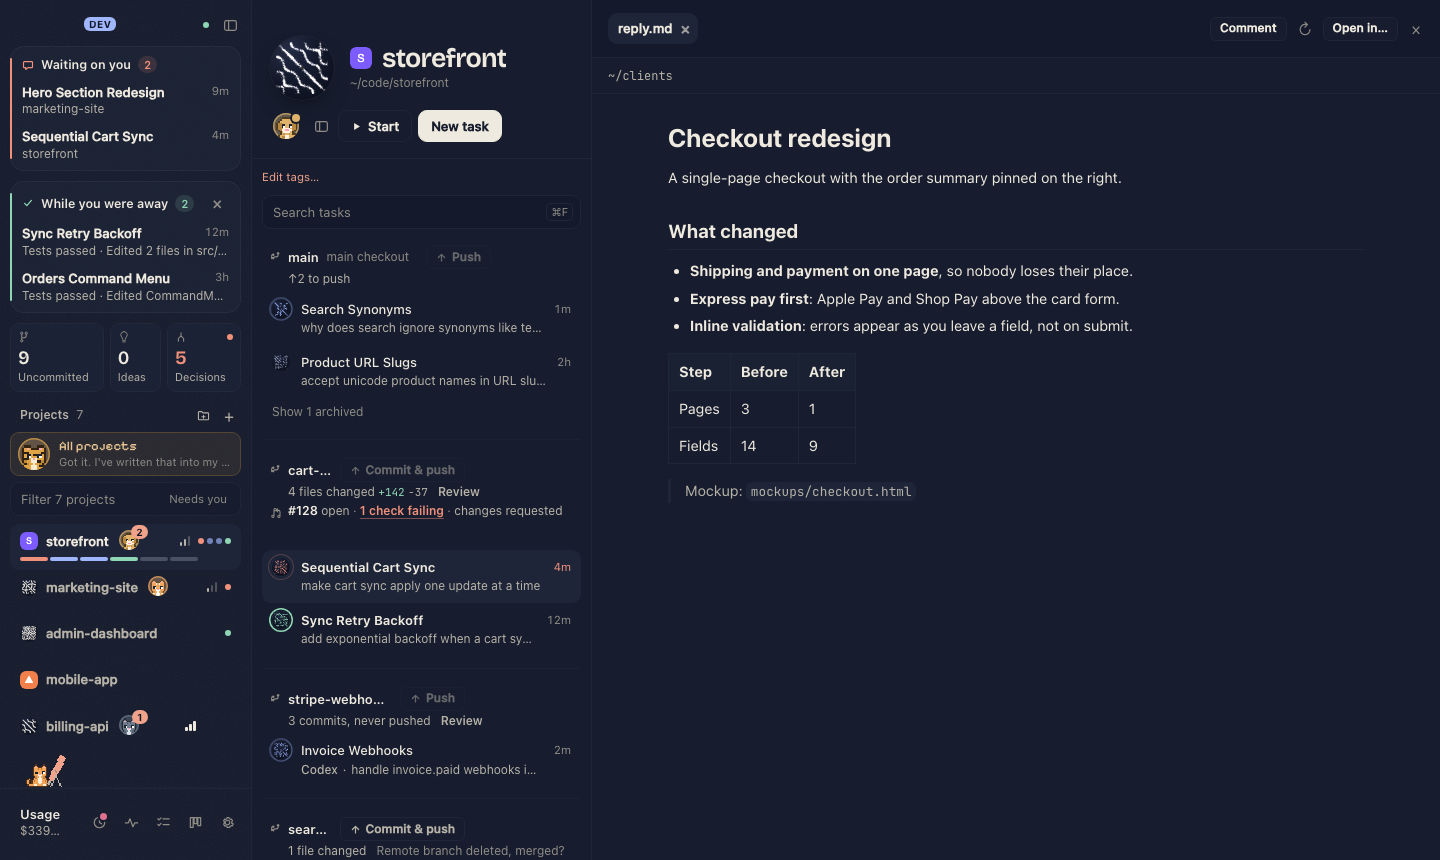 DEV
Waiting on you 2
Hero Section Redesign 9m
marketing-site
Sequential Cart Sync 4m
storefront
While you were away 2
Sync Retry Backoff 12m
Tests passed · Edited 2 files in src/...
Orders Command Menu 3h
Tests passed · Edited CommandM...
9
Uncommitted
0
Ideas
5
Decisions
Projects 7
All projects
Got it. I've written that into my ...
Filter 7 projects Needs you
S storefront 2
marketing-site
admin-dashboard
mobile-app
billing-api 1
Usage
$339...
S storefront
~/code/storefront
Start
New task
Edit tags...
Search tasks ⌘F
main main checkout ↑ Push
↑2 to push
Search Synonyms 1m
why does search ignore synonyms like te...
Product URL Slugs 2h
accept unicode product names in URL slu...
Show 1 archived
cart-... ↑ Commit & push
4 files changed +142 -37 Review
#128 open · 1 check failing · changes requested
Sequential Cart Sync 4m
make cart sync apply one update at a time
Sync Retry Backoff 12m
add exponential backoff when a cart sy...
stripe-webho... ↑ Push
3 commits, never pushed Review
Invoice Webhooks 2m
Codex · handle invoice.paid webhooks i...
sear... ↑ Commit & push
1 file changed Remote branch deleted, merged?
reply.md ×
Comment
Open in...
~/clients
Checkout redesign
A single-page checkout with the order summary pinned on the right.
What changed
• Shipping and payment on one page, so nobody loses their place.
• Express pay first: Apple Pay and Shop Pay above the card form.
• Inline validation: errors appear as you leave a field, not on submit.
Step Before After
Pages 3 1
Fields 14 9
Mockup: mockups/checkout.html